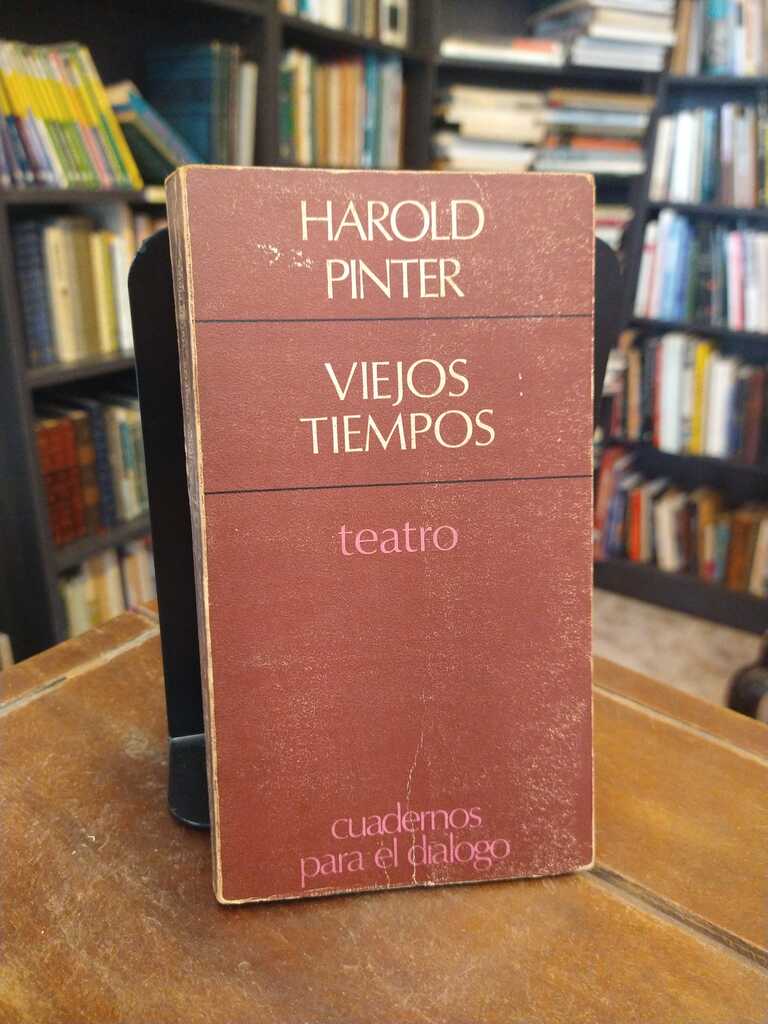 HAROLD
PINTER
VIEJOS
TIEMPOS
teatro
cuadernos
para el dialogo